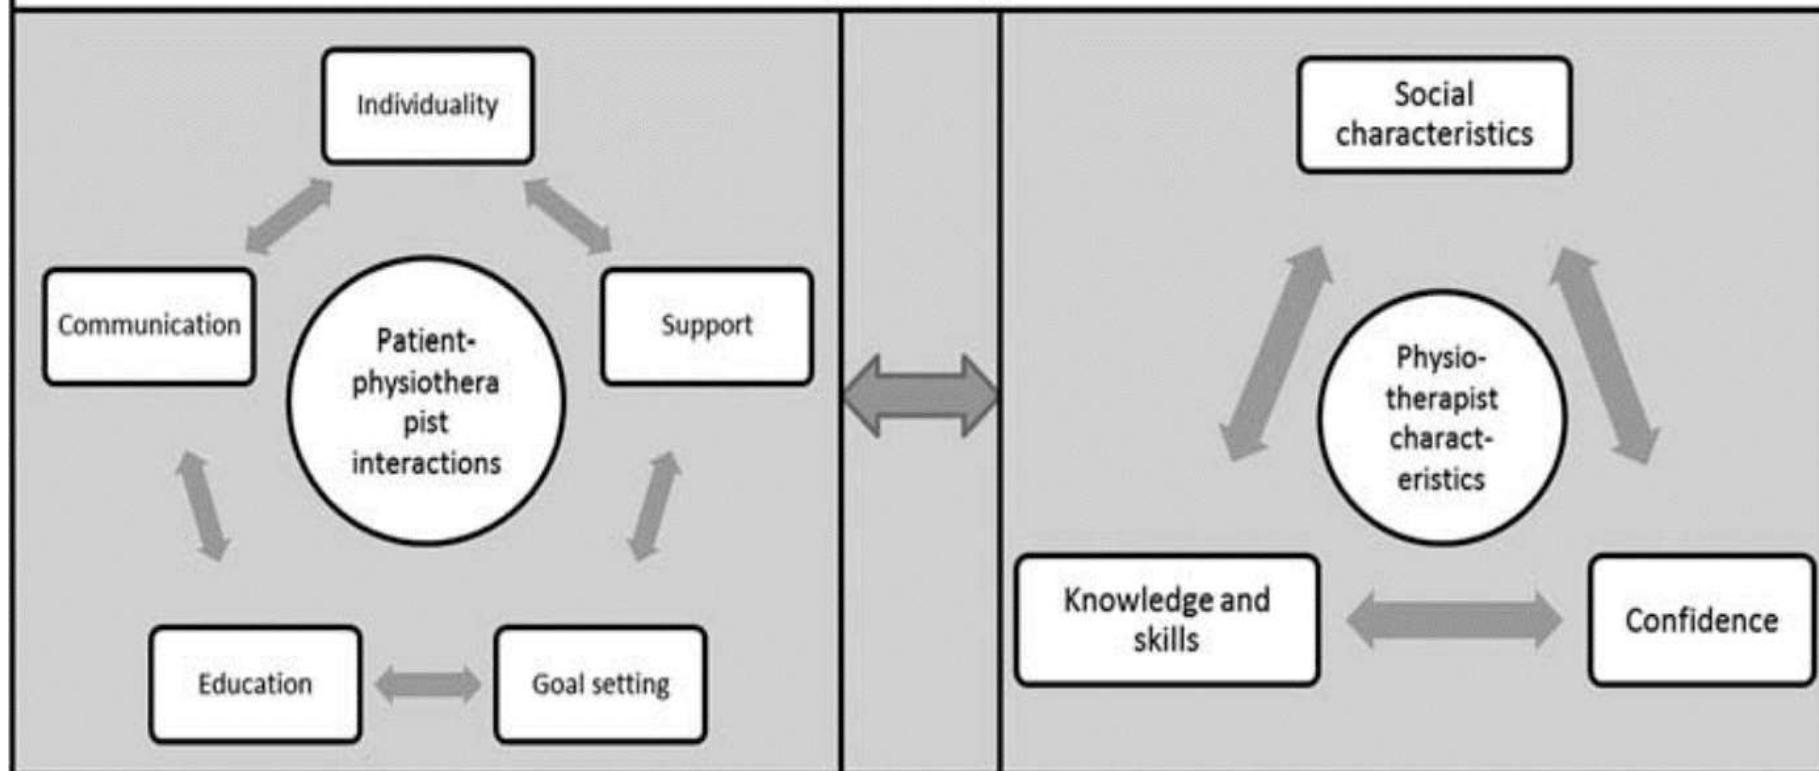 Individuality
Communication
Support
Patient-
physiothera
pist
interactions
Education
Goal setting
Social
characteristics
Physio-
therapist
charact-
eristics
Knowledge and
skills
Confidence